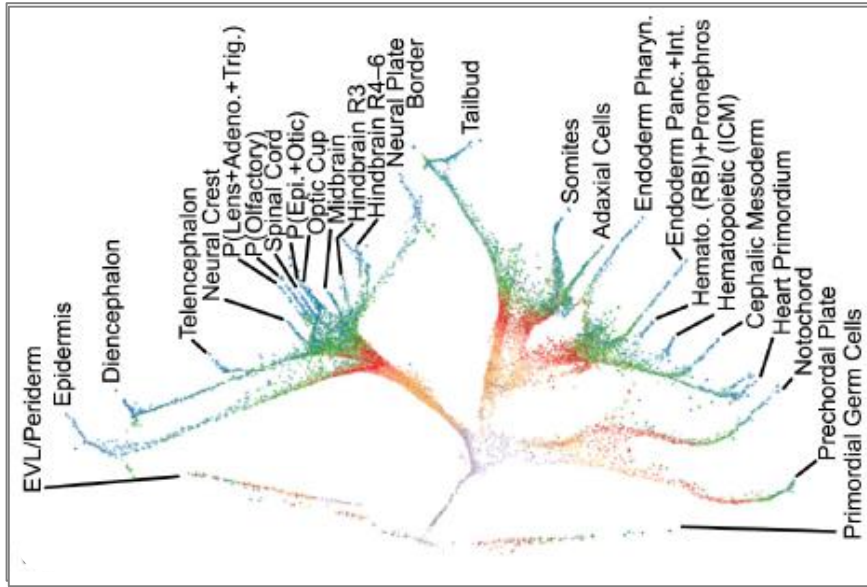 EVL/Periderm
Epidermis
Diencephalon
Telencephalon
Neural Crest
P(Lens+Adeno.+Trig.)
P(Olfactory)
Spinal Cord
P(Epi.+Otic)
Optic Cup
Midbrain
Hindbrain R3
Hindbrain R4–6
Neural Plate
Border
Tailbud
Somites
Adaxial Cells
Endoderm Pharyn.
Endoderm Panc.+Int.
Hemato. (RBI)+Pronephros
Hematopoietic (ICM)
Cephalic Mesoderm
Heart Primordium
Notochord
Prechordal Plate
Primordial Germ Cells